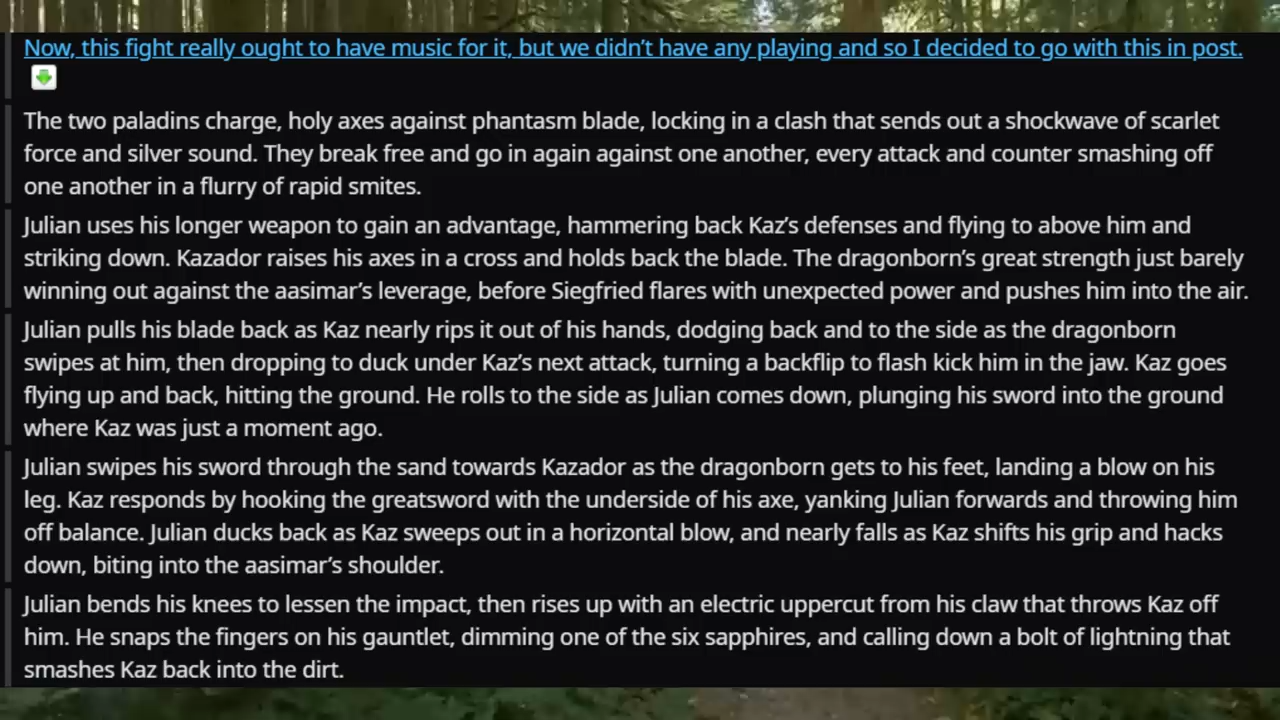 Now, this fight really ought to have music for it, but we didn’t have any playing and so I decided to go with this in post.
The two paladins charge, holy axes against phantasm blade, locking in a clash that sends out a shockwave of scarlet
force and silver sound. They break free and go in again against one another, every attack and counter smashing off
one another in a flurry of rapid smites.
Julian uses his longer weapon to gain an advantage, hammering back Kaz’s defenses and flying to above him and
striking down. Kazador raises his axes in a cross and holds back the blade. The dragonborn’s great strength just barely
winning out against the aasimar’s leverage, before Siegfried flares with unexpected power and pushes him into the air.
Julian pulls his blade back as Kaz nearly rips it out of his hands, dodging back and to the side as the dragonborn
swipes at him, then dropping to duck under Kaz’s next attack, turning a backflip to flash kick him in the jaw. Kaz goes
flying up and back, hitting the ground. He rolls to the side as Julian comes down, plunging his sword into the ground
where Kaz was just a moment ago.
Julian swipes his sword through the sand towards Kazador as the dragonborn gets to his feet, landing a blow on his
leg. Kaz responds by hooking the greatsword with the underside of his axe, yanking Julian forwards and throwing him
off balance. Julian ducks back as Kaz sweeps out in a horizontal blow, and nearly falls as Kaz shifts his grip and hacks
down, biting into the aasimar’s shoulder.
Julian bends his knees to lessen the impact, then rises up with an electric uppercut from his claw that throws Kaz off
him. He snaps the fingers on his gauntlet, dimming one of the six sapphires, and calling down a bolt of lightning that
smashes Kaz back into the dirt.